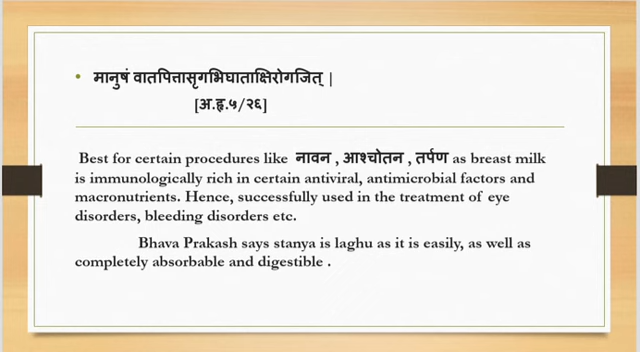 • मानुषं वातपित्तासृगभिघाताक्षिरोगजित् |
[अ.हृ.५/२६]
Best for certain procedures like नावन , आश्चोतन , तर्पण as breast milk
is immunologically rich in certain antiviral, antimicrobial factors and
macronutrients. Hence, successfully used in the treatment of eye
disorders, bleeding disorders etc.
Bhava Prakash says stanya is laghu as it is easily, as well as
completely absorbable and digestible .